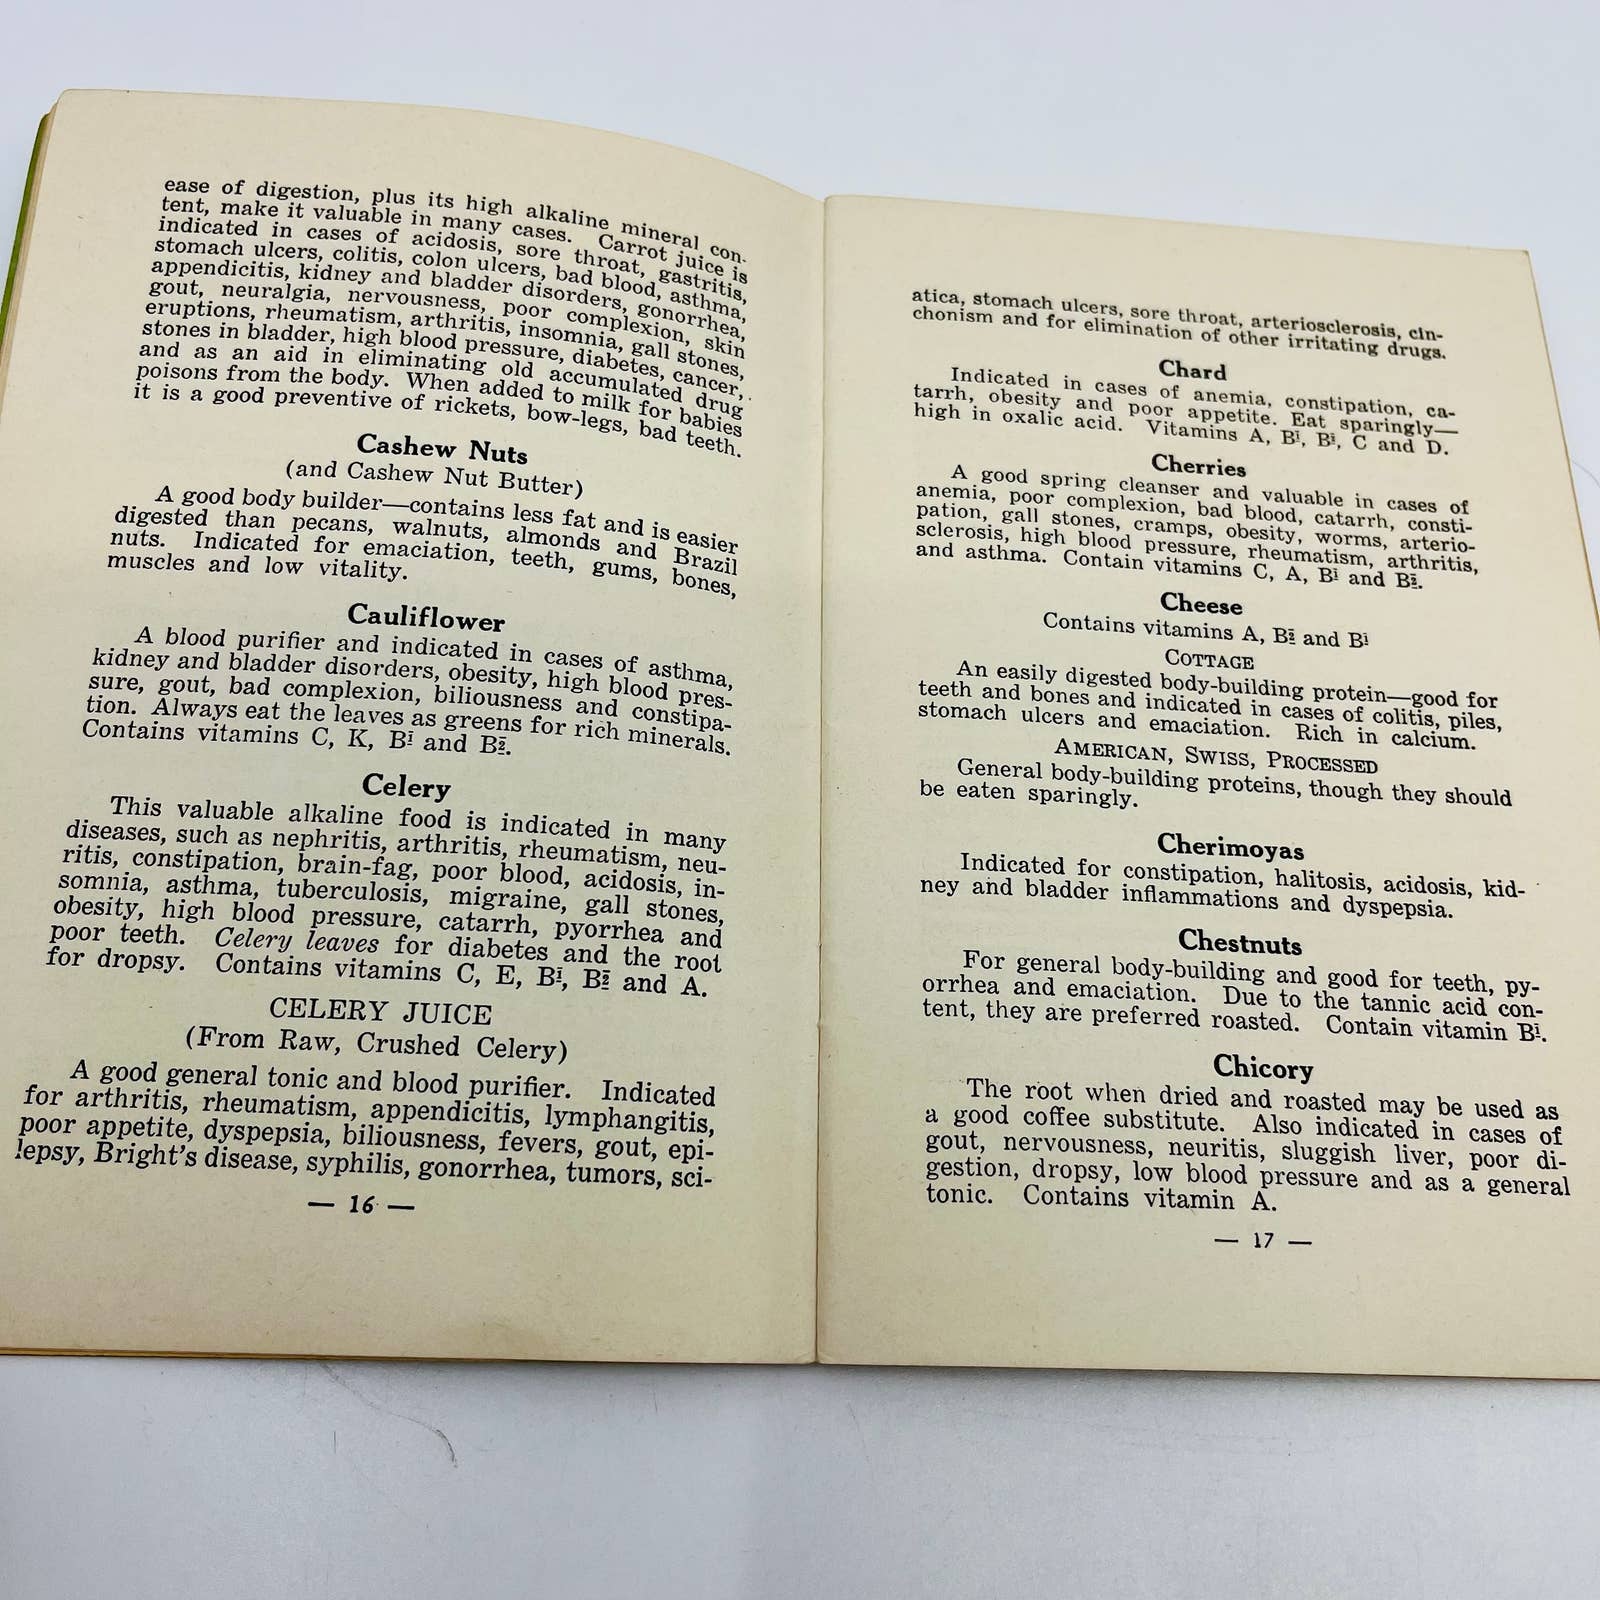 ease of digestion, plus its high alkaline mineral con-
tent, make it valuable in many cases. Carrot juice is
indicated in cases of acidosis, sore throat, gastritis,
stomach ulcers, colitis, colon ulcers, bad blood, asthma,
appendicitis, kidney and bladder disorders, gonorrhea,
gout, neuralgia, nervousness, poor complexion, skin
eruptions, rheumatism, arthritis, insomnia, gall stones,
stones in bladder, high blood pressure, diabetes, cancer,
and as an aid in eliminating old accumulated drug
poisons from the body. When added to milk for babies
it is a good preventive of rickets, bow-legs, bad teeth.
Cashew Nuts
(and Cashew Nut Butter)
A good body builder—contains less fat and is easier
digested than pecans, walnuts, almonds and Brazil
nuts. Indicated for emaciation, teeth, gums, bones,
muscles and low vitality.
Cauliflower
A blood purifier and indicated in cases of asthma,
kidney and bladder disorders, obesity, high blood pres-
sure, gout, bad complexion, biliousness and constipa-
tion. Always eat the leaves as greens for rich minerals.
Contains vitamins C, K, B1 and B2.
Celery
This valuable alkaline food is indicated in many
diseases, such as nephritis, arthritis, rheumatism, neu-
ritis, constipation, brain-fag, poor blood, acidosis, in-
somnia, asthma, tuberculosis, migraine, gall stones,
obesity, high blood pressure, catarrh, pyorrhea and
poor teeth. Celery leaves for diabetes and the root
for dropsy. Contains vitamins C, E, B1, B2 and A.
CELERY JUICE
(From Raw, Crushed Celery)
A good general tonic and blood purifier. Indicated
for arthritis, rheumatism, appendicitis, lymphangitis,
poor appetite, dyspepsia, biliousness, fevers, gout, epi-
lepsy, Bright's disease, syphilis, gonorrhea, tumors, sci-
— 16 —
atica, stomach ulcers, sore throat, arteriosclerosis, cin-
chonism and for elimination of other irritating drugs.
Chard
Indicated in cases of anemia, constipation, ca-
tarrh, obesity and poor appetite. Eat sparingly—
high in oxalic acid. Vitamins A, B1, B2, C and D.
Cherries
A good spring cleanser and valuable in cases of
anemia, poor complexion, bad blood, catarrh, consti-
pation, gall stones, cramps, obesity, worms, arterio-
sclerosis, high blood pressure, rheumatism, arthritis,
and asthma. Contain vitamins C, A, B1 and B2.
Cheese
Contains vitamins A, B2 and B1
COTTAGE
An easily digested body-building protein—good for
teeth and bones and indicated in cases of colitis, piles,
stomach ulcers and emaciation. Rich in calcium.
AMERICAN, SWISS, PROCESSED
General body-building proteins, though they should
be eaten sparingly.
Cherimoyas
Indicated for constipation, halitosis, acidosis, kid-
ney and bladder inflammations and dyspepsia.
Chestnuts
For general body-building and good for teeth, py-
orrhea and emaciation. Due to the tannic acid con-
tent, they are preferred roasted. Contain vitamin B1.
Chicory
The root when dried and roasted may be used as
a good coffee substitute. Also indicated in cases of
gout, nervousness, neuritis, sluggish liver, poor di-
gestion, dropsy, low blood pressure and as a general
tonic. Contains vitamin A.
— 17 —